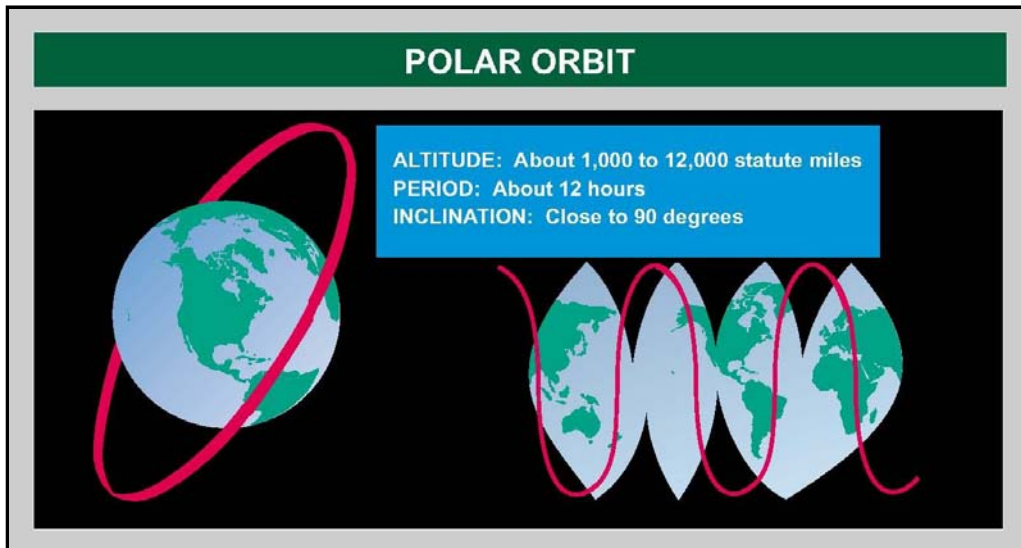 POLAR ORBIT
ALTITUDE: About 1,000 to 12,000 statute miles
PERIOD: About 12 hours
INCLINATION: Close to 90 degrees